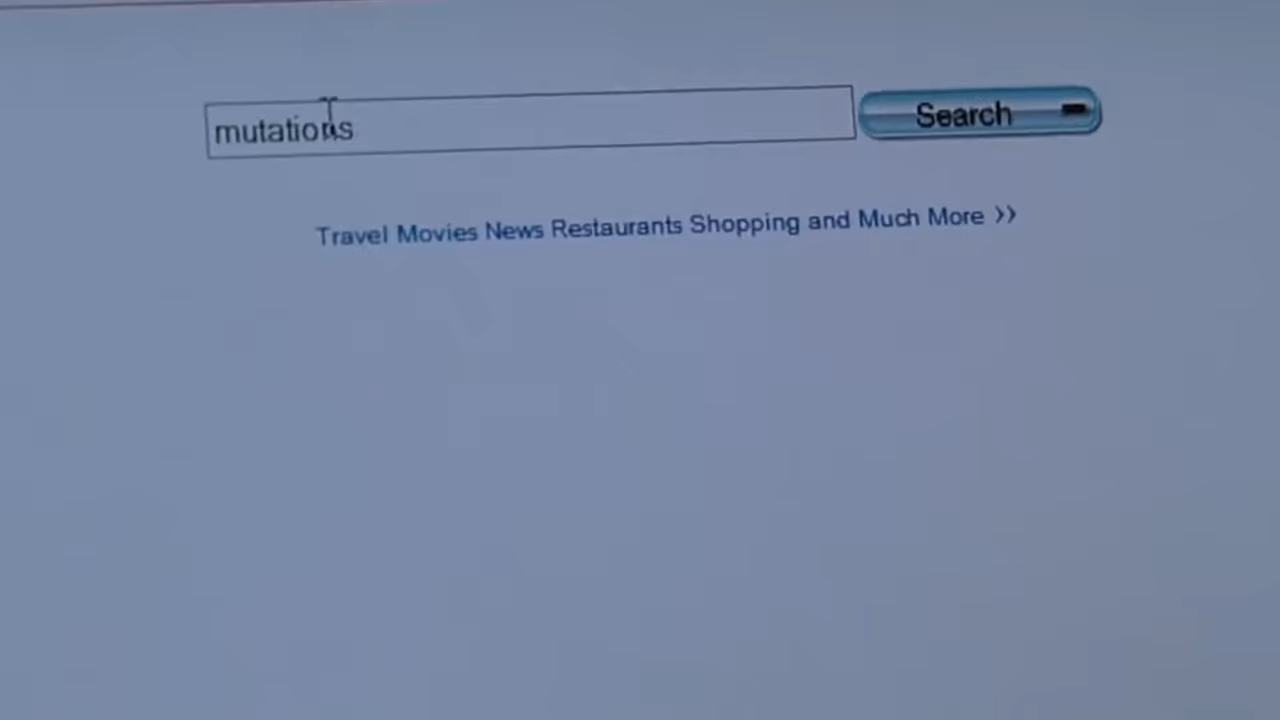 mutations
Search
Travel Movies News Restaurants Shopping and Much More >>